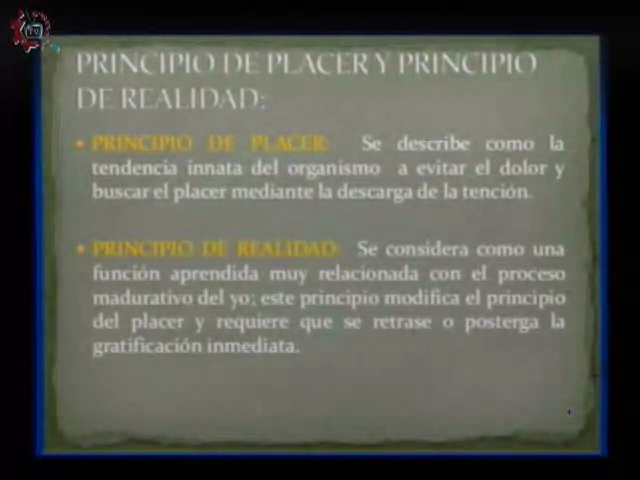 TV
PRINCIPIO DE PLACER Y PRINCIPIO
DE REALIDAD:
• PRINCIPIO DE PLACER: Se describe como la
tendencia innata del organismo a evitar el dolor y
buscar el placer mediante la descarga de la tención.
• PRINCIPIO DE REALIDAD: Se considera como una
función aprendida muy relacionada con el proceso
madurativo del yo; este principio modifica el principio
del placer y requiere que se retrase o posterga la
gratificación inmediata.